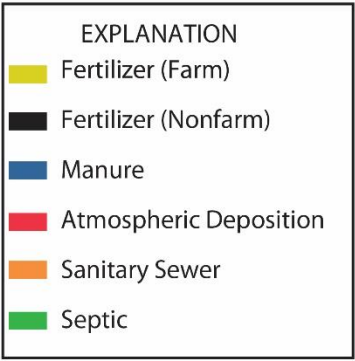 EXPLANATION
Fertilizer (Farm)
Fertilizer (Nonfarm)
Manure
Atmospheric Deposition
Sanitary Sewer
Septic